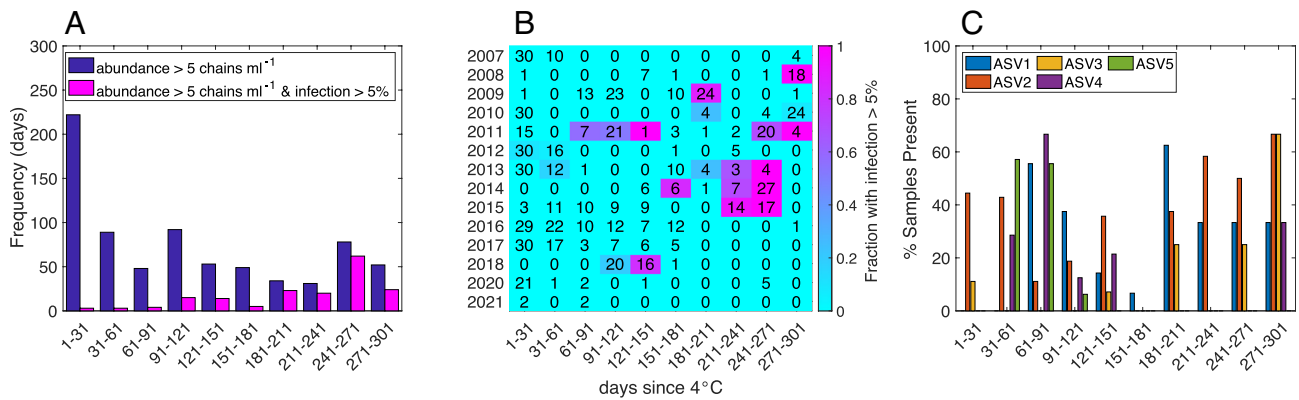 A
300
250
200
150
100
50
0
Frequency (days)
abundance > 5 chains ml⁻¹
abundance > 5 chains ml⁻¹ & infection > 5%
1-31 31-61 61-91 91-121 121-151 151-181 181-211 211-241 241-271 271-301
B
2007 30 10 0 0 0 0 0 0 0 4
2008 1 0 0 0 7 1 0 0 1 18
2009 1 0 13 23 0 10 24 0 0 1
2010 30 0 0 0 0 0 4 0 4 24
2011 15 0 7 21 1 3 1 2 20 4
2012 30 16 0 0 0 1 0 5 0 0
2013 30 12 1 0 0 10 4 3 4 0
2014 0 0 0 0 6 6 1 7 27 0
2015 3 11 10 9 9 0 0 14 17 0
2016 29 22 10 12 7 12 0 0 0 1
2017 30 17 3 7 6 5 0 0 0 0
2018 0 0 0 20 16 1 0 0 0 0
2020 21 1 2 0 1 0 0 0 5 0
2021 2 0 2 0 0 0 0 0 0 0
1-31 31-61 61-91 91-121 121-151 151-181 181-211 211-241 241-271 271-301
days since 4°C
1
0.8
0.6
0.4
0.2
0
Fraction with infection > 5%
C
100
80
60
40
20
0
% Samples Present
ASV1 ASV3 ASV5
ASV2 ASV4
1-31 31-61 61-91 91-121 121-151 151-181 181-211 211-241 241-271 271-301